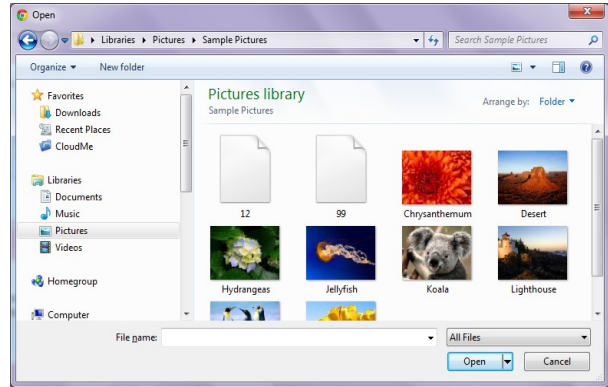 Open
Libraries Pictures Sample Pictures
Search Sample Pictures
Organize New folder
Favorites
Downloads
Recent Places
CloudMe
Libraries
Documents
Music
Pictures
Videos
Homegroup
Computer
Pictures library
Sample Pictures
Arrange by: Folder
12 99 Chrysanthemum Desert
Hydrangeas Jellyfish Koala Lighthouse
File name: All Files
Open Cancel